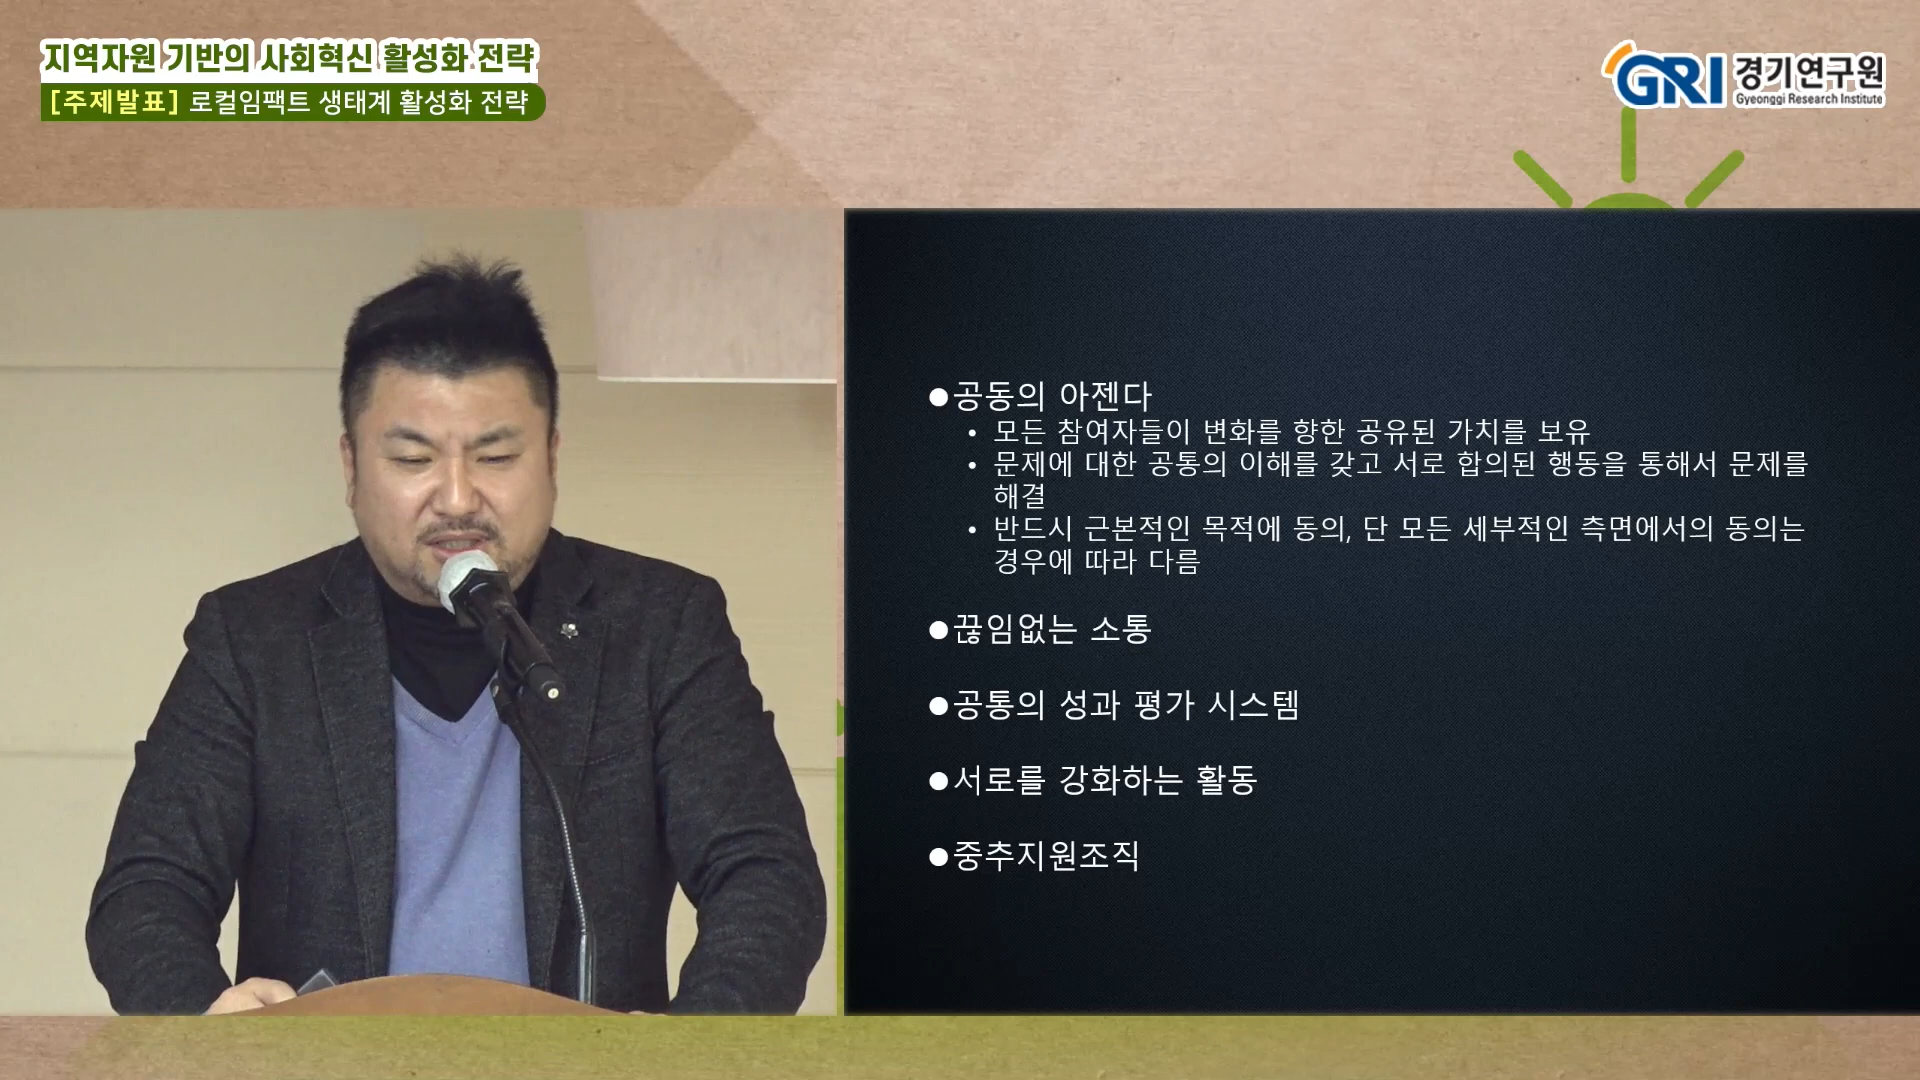 지역자원 기반의 사회혁신 활성화 전략
[주제발표] 로컬임팩트 생태계 활성화 전략
GRI 경기연구원
Gyeonggi Research Institute
●공동의 아젠다
• 모든 참여자들이 변화를 향한 공유된 가치를 보유
• 문제에 대한 공통의 이해를 갖고 서로 합의된 행동을 통해서 문제를
해결
• 반드시 근본적인 목적에 동의, 단 모든 세부적인 측면에서의 동의는
경우에 따라 다름
●끊임없는 소통
●공통의 성과 평가 시스템
●서로를 강화하는 활동
●중추지원조직